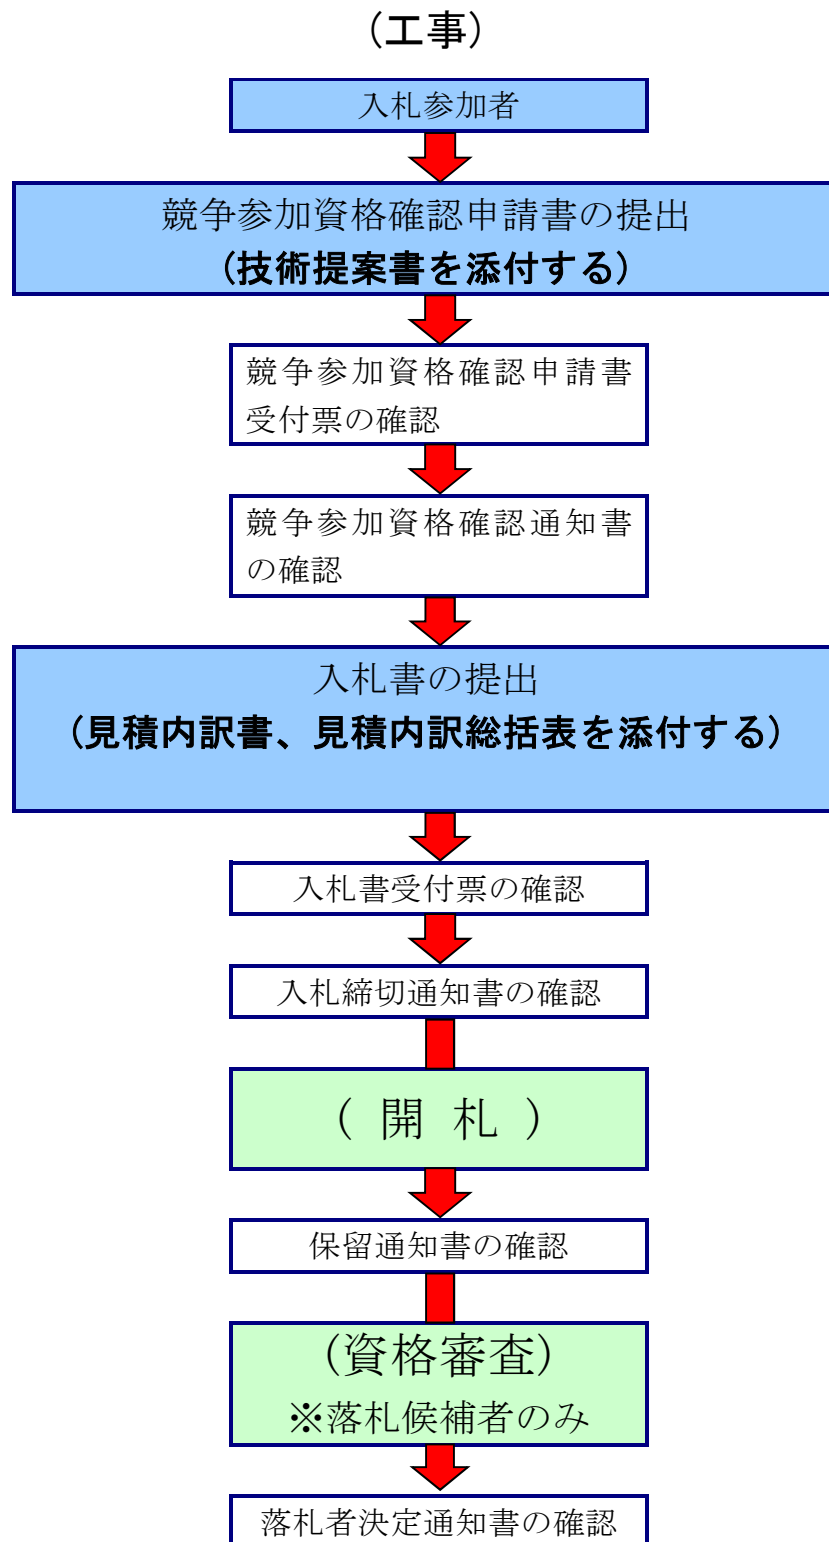 （工事）
入札参加者
競争参加資格確認申請書の提出
（技術提案書を添付する）
競争参加資格確認申請書
受付票の確認
競争参加資格確認通知書
の確認
入札書の提出
（見積内訳書、見積内訳総括表を添付する）
入札書受付票の確認
入札締切通知書の確認
（ 開 札 ）
保留通知書の確認
（資格審査）
※落札候補者のみ
落札者決定通知書の確認